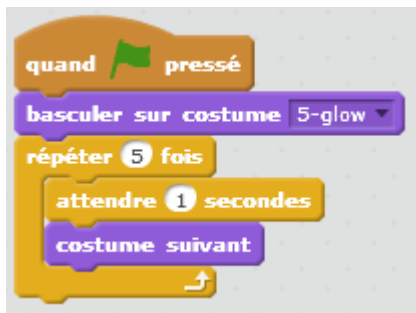 quand pressé
basculer sur costume 5-glow
répéter 5 fois
attendre 1 secondes
costume suivant